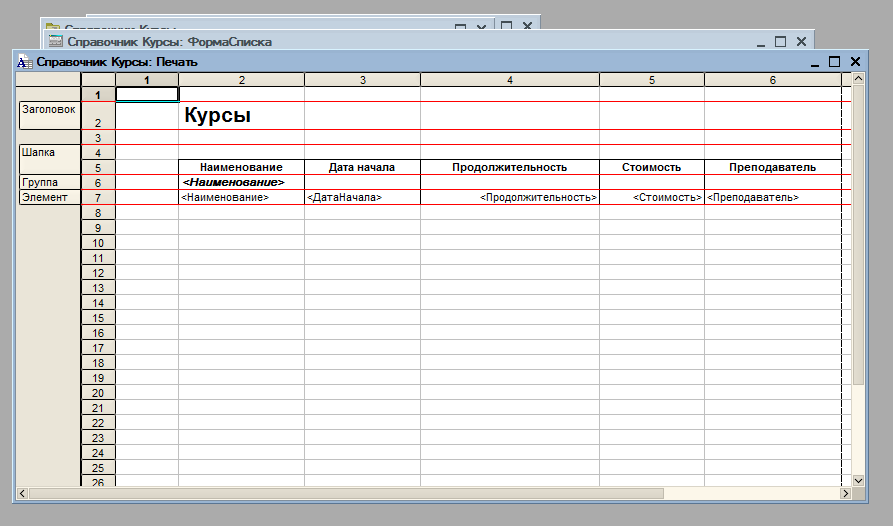 Справочник Курсы
Справочник Курсы: ФормаСписка
Справочник Курсы: Печать
1 2 3 4 5 6
1
Заголовок 2 Курсы
3
Шапка 4
5 Наименование Дата начала Продолжительность Стоимость Преподаватель
Группа 6 <Наименование>
Элемент 7 <Наименование> <ДатаНачала> <Продолжительность> <Стоимость> <Преподаватель>
8
9
10
11
12
13
14
15
16
17
18
19
20
21
22
23
24
25
26